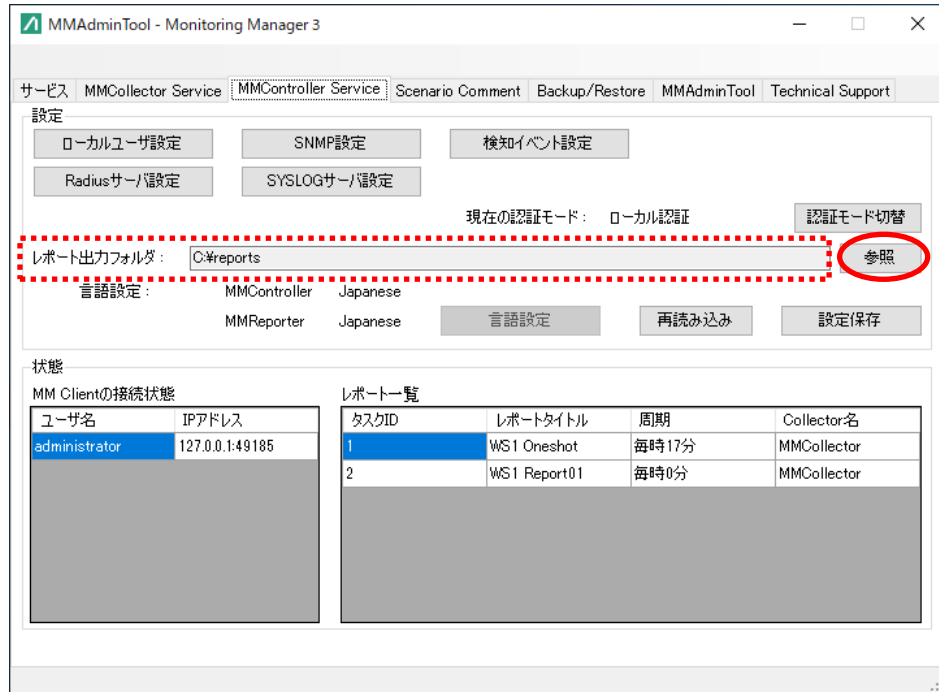 MMAdminTool - Monitoring Manager 3
サービス MMCollector Service MMController Service Scenario Comment Backup/Restore MMAdminTool Technical Support
設定
ローカルユーザ設定 SNMP設定 検知イベント設定
Radiusサーバ設定 SYSLOGサーバ設定
現在の認証モード： ローカル認証 認証モード切替
レポート出力フォルダ： C:¥reports 参照
言語設定： MMController Japanese
MMReporter Japanese 言語設定 再読み込み 設定保存
状態
MM Clientの接続状態 レポート一覧
ユーザ名 IPアドレス タスクID レポートタイトル 周期 Collector名
administrator 127.0.0.1:49185 1 WS1 Oneshot 毎時17分 MMCollector
2 WS1 Report01 毎時0分 MMCollector